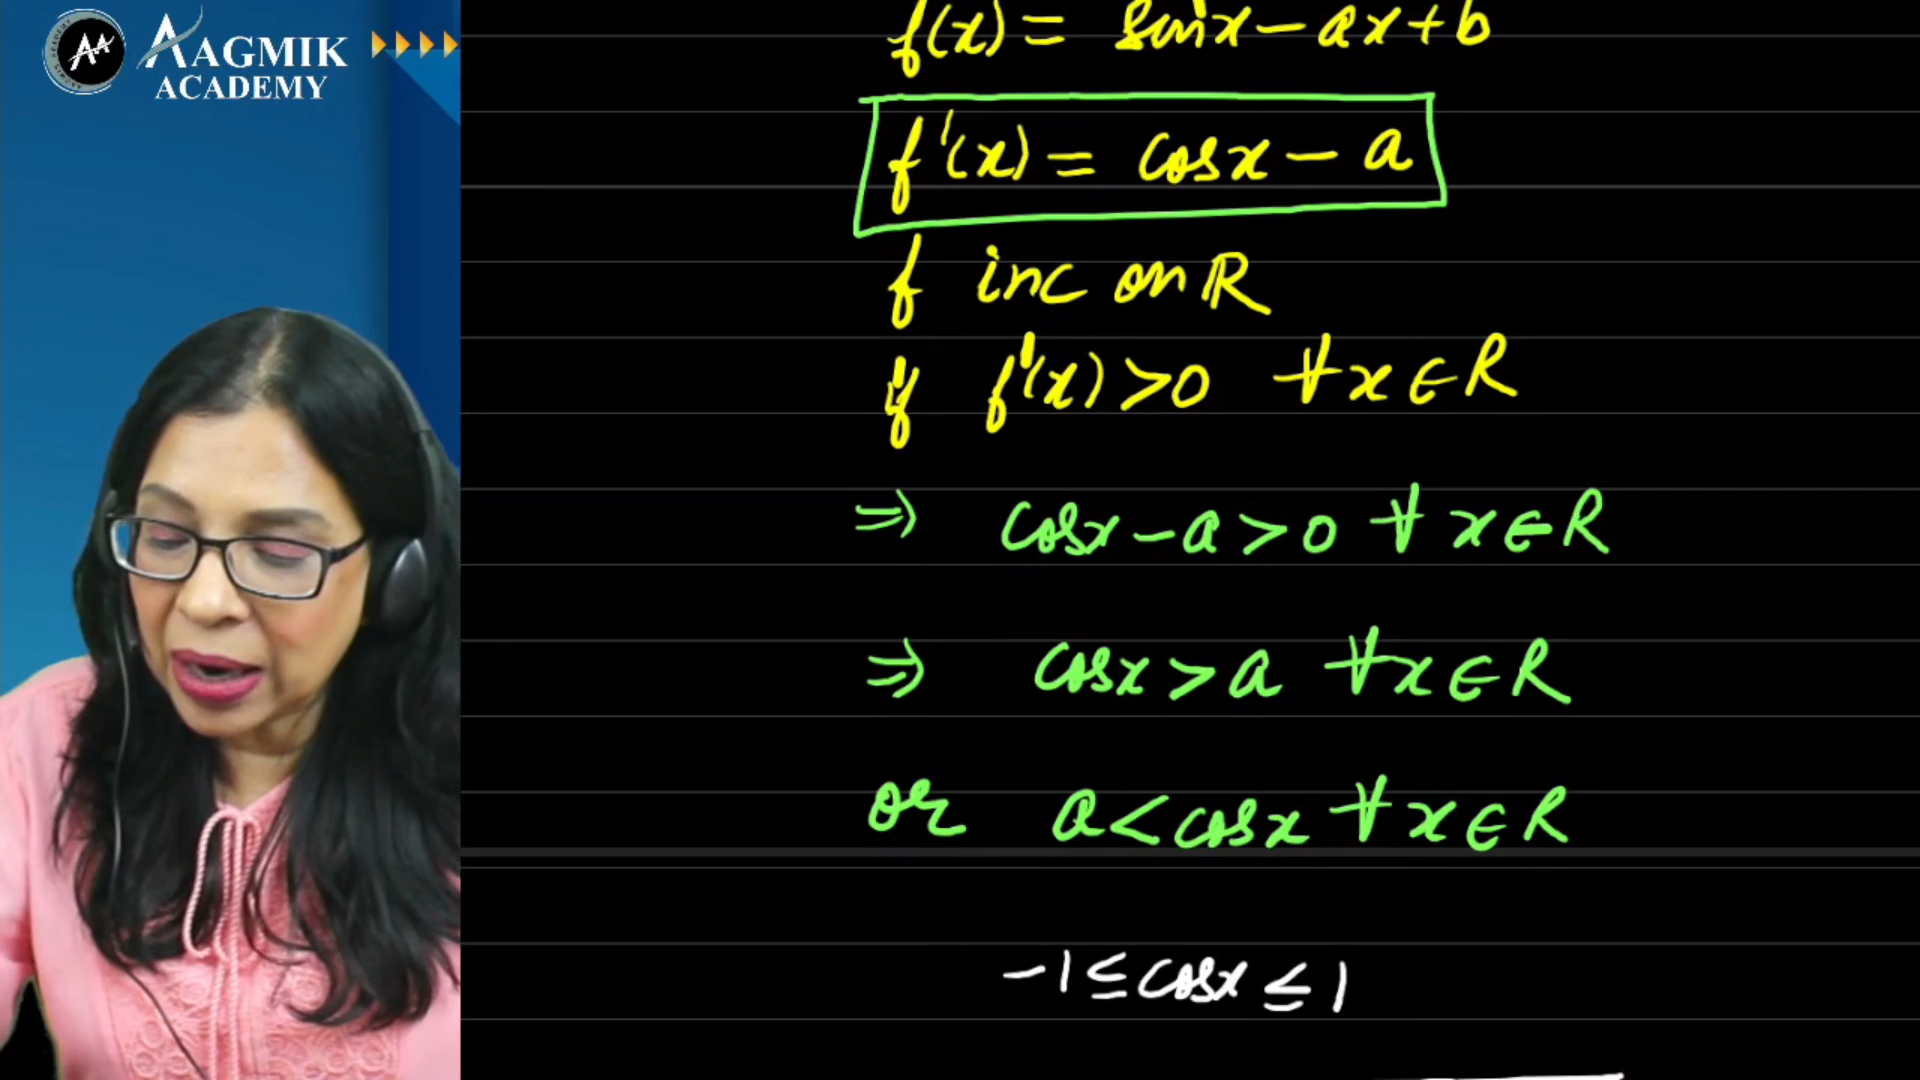 AAGMIK
ACADEMY
f(x) = sinx - ax + b
f'(x) = cosx - a
f inc on R
if f'(x) > 0 ∀ x ∈ R
⇒ cosx - a > 0 ∀ x ∈ R
⇒ cosx > a ∀ x ∈ R
or a < cosx ∀ x ∈ R
-1 ≤ cosx ≤ 1